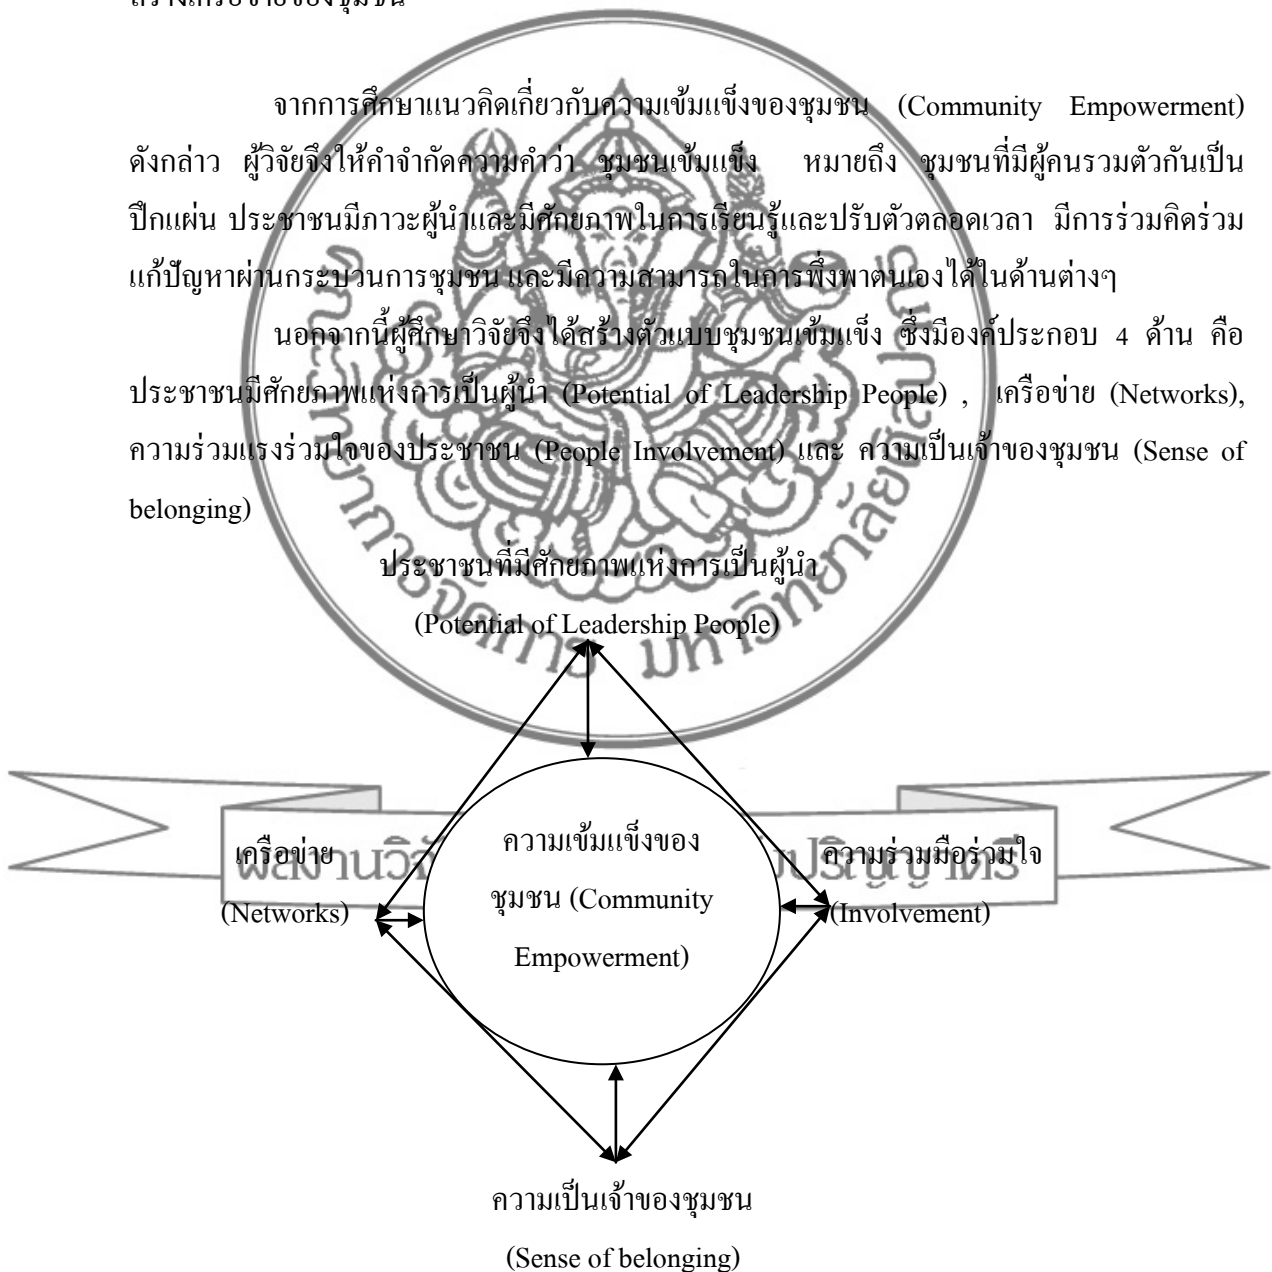 สร้างเครือข่ายของชุมชน
จากการศึกษาแนวคิดเกี่ยวกับความเข้มแข็งของชุมชน (Community Empowerment)
ดังกล่าว ผู้วิจัยจึงให้คำจำกัดความคำว่า ชุมชนเข้มแข็ง หมายถึง ชุมชนที่มีผู้คนรวมตัวกันเป็น
ปึกแผ่น ประชาชนมีภาวะผู้นำและมีศักยภาพในการเรียนรู้และปรับตัวตลอดเวลา มีการร่วมคิดร่วม
แก้ปัญหาผ่านกระบวนการชุมชน และมีความสามารถในการพึ่งพาตนเองได้ในด้านต่างๆ
นอกจากนี้ผู้ศึกษาวิจัยจึงได้สร้างตัวแบบชุมชนเข้มแข็ง ซึ่งมีองค์ประกอบ 4 ด้าน คือ
ประชาชนมีศักยภาพแห่งการเป็นผู้นำ (Potential of Leadership People) , เครือข่าย (Networks),
ความร่วมแรงร่วมใจของประชาชน (People Involvement) และ ความเป็นเจ้าของชุมชน (Sense of
belonging)
ประชาชนที่มีศักยภาพแห่งการเป็นผู้นำ
(Potential of Leadership People)
เครือข่าย
(Networks)
ความเข้มแข็งของ
ชุมชน (Community
Empowerment)
ความร่วมมือร่วมใจ
(Involvement)
ความเป็นเจ้าของชุมชน
(Sense of belonging)